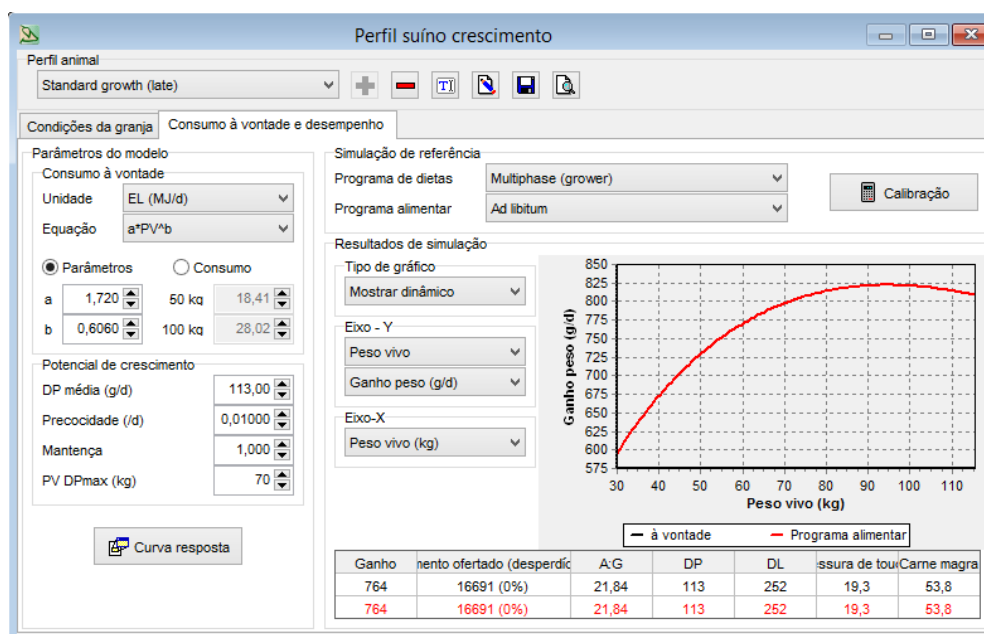 Perfil suíno crescimento
Perfil animal
Standard growth (late)
TI
Condições da granja
Consumo à vontade e desempenho
Parâmetros do modelo
Consumo à vontade
Unidade EL (MJ/d)
Equação a*PV^b
Parâmetros Consumo
a 1,720 50 kg 18,41
b 0,6060 100 kg 28,02
Potencial de crescimento
DP média (g/d) 113,00
Precocidade (/d) 0,01000
Mantença 1,000
PV DPmax (kg) 70
Curva resposta
Simulação de referência
Programa de dietas Multiphase (grower)
Programa alimentar Ad libitum
Calibração
Resultados de simulação
Tipo de gráfico
Mostrar dinâmico
Eixo - Y
Peso vivo
Ganho peso (g/d)
Eixo-X
Peso vivo (kg)
Ganho peso (g/d)
850
825
800
775
750
725
700
675
650
625
600
575
30 40 50 60 70 80 90 100 110
Peso vivo (kg)
à vontade Programa alimentar
Ganho mento ofertado (desperdíc A:G DP DL essura de touc Carne magra
764 16691 (0%) 21,84 113 252 19,3 53,8
764 16691 (0%) 21,84 113 252 19,3 53,8